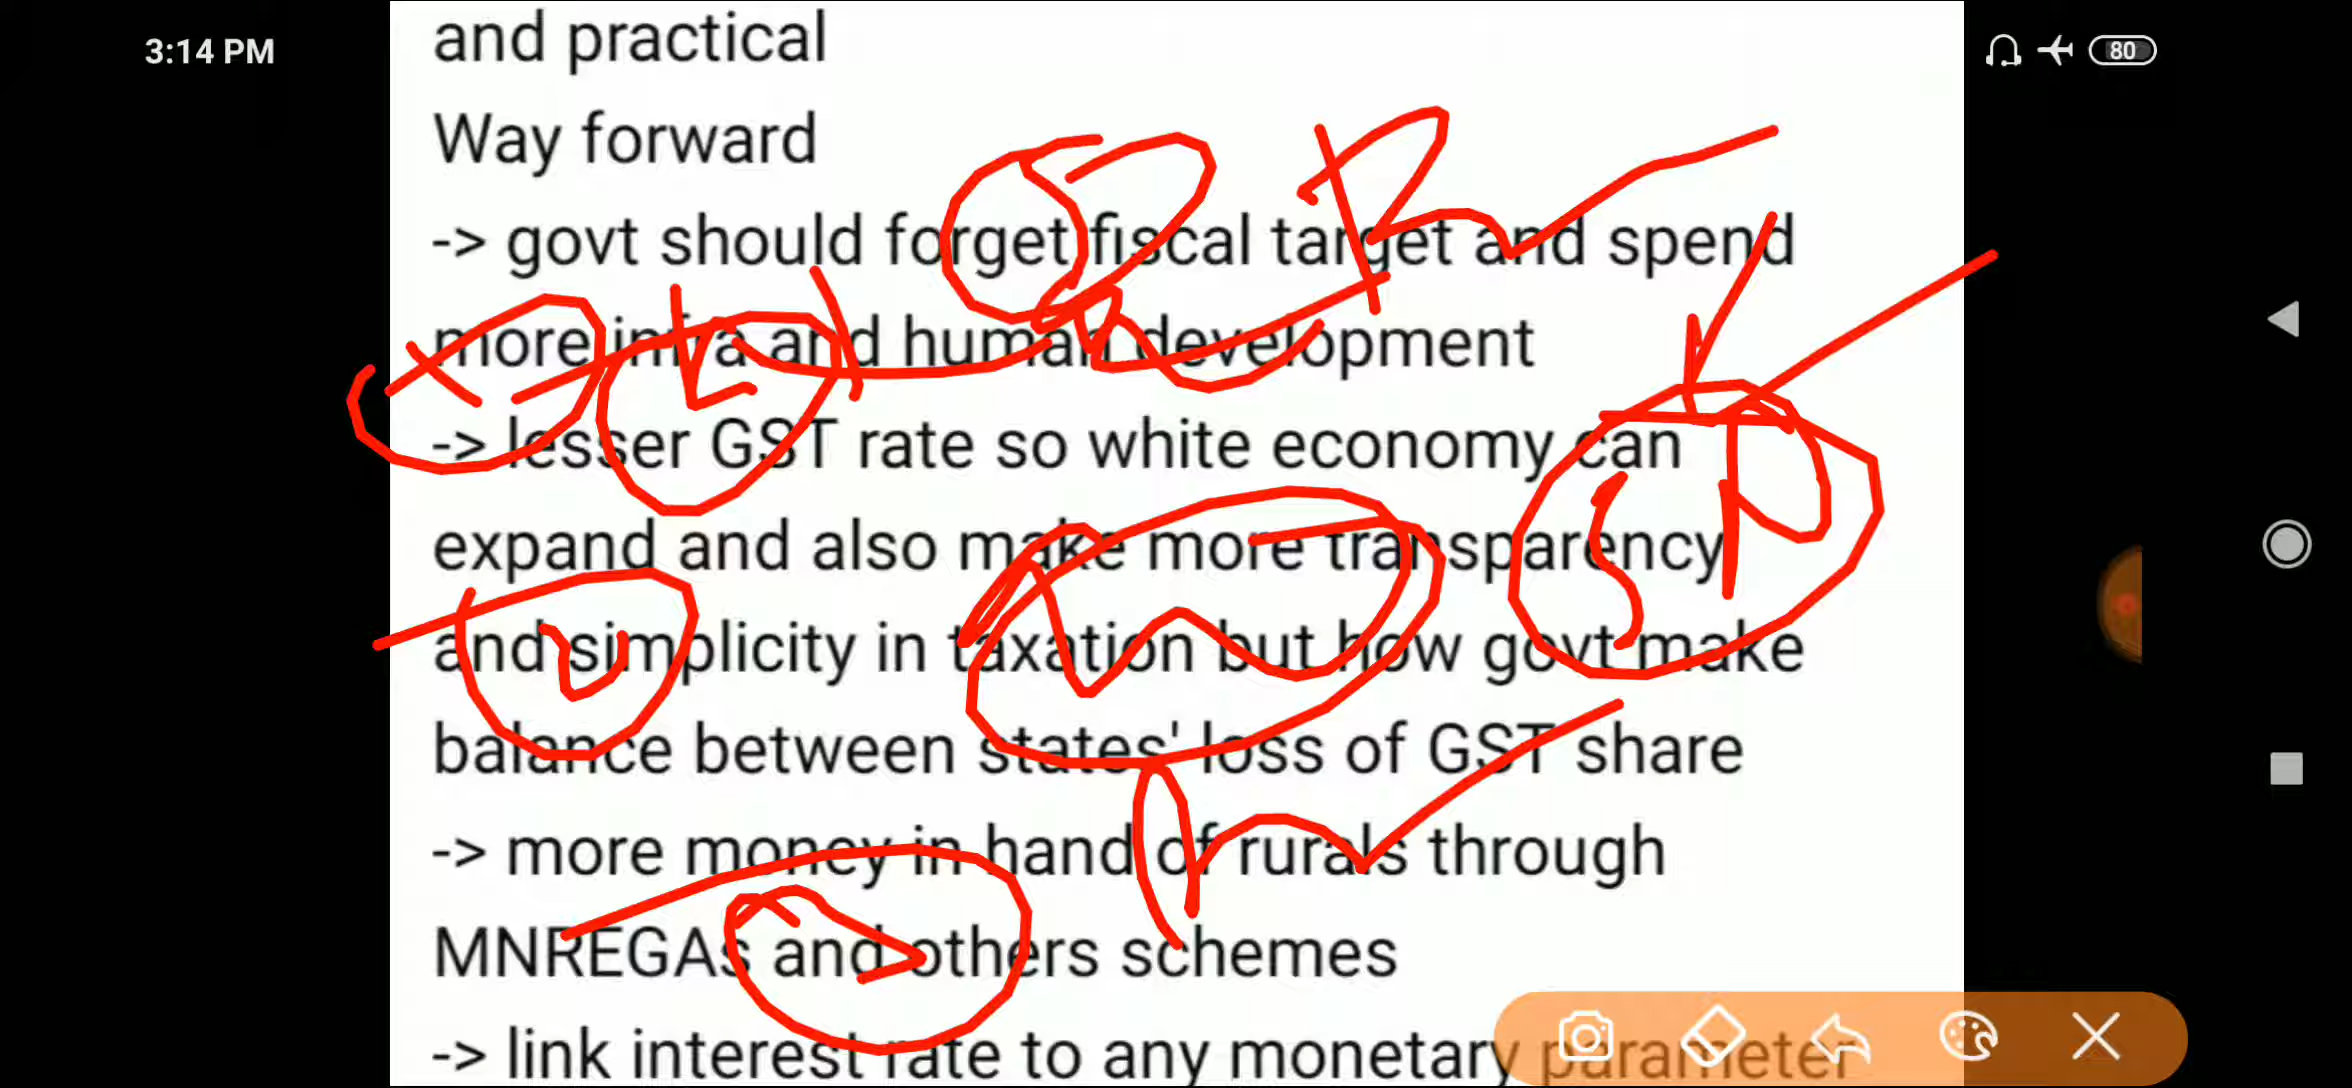 3:14 PM
80
and practical
Way forward
-> govt should forget fiscal target and spend
more infra and human development
-> lesser GST rate so white economy can
expand and also make more transparency
and simplicity in taxation but how govt make
balance between states' loss of GST share
-> more money in hand of rurals through
MNREGAs and others schemes
-> link interest rate to any monetary parameter